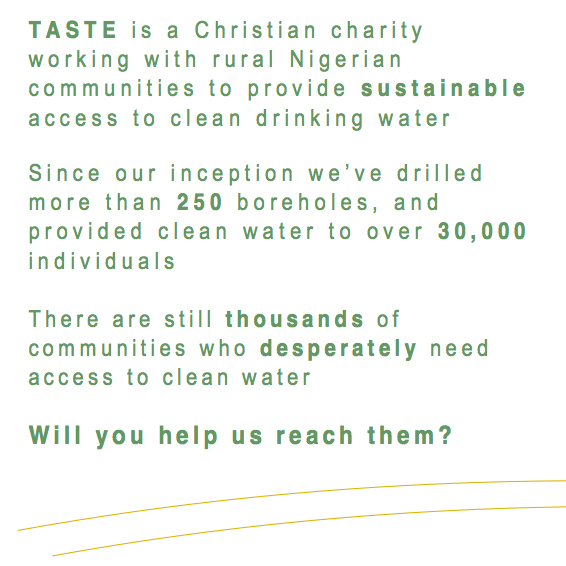 TASTE is a Christian charity
working with rural Nigerian
communities to provide sustainable
access to clean drinking water
Since our inception we’ve drilled
more than 250 boreholes, and
provided clean water to over 30,000
individuals
There are still thousands of
communities who desperately need
access to clean water
Will you help us reach them?